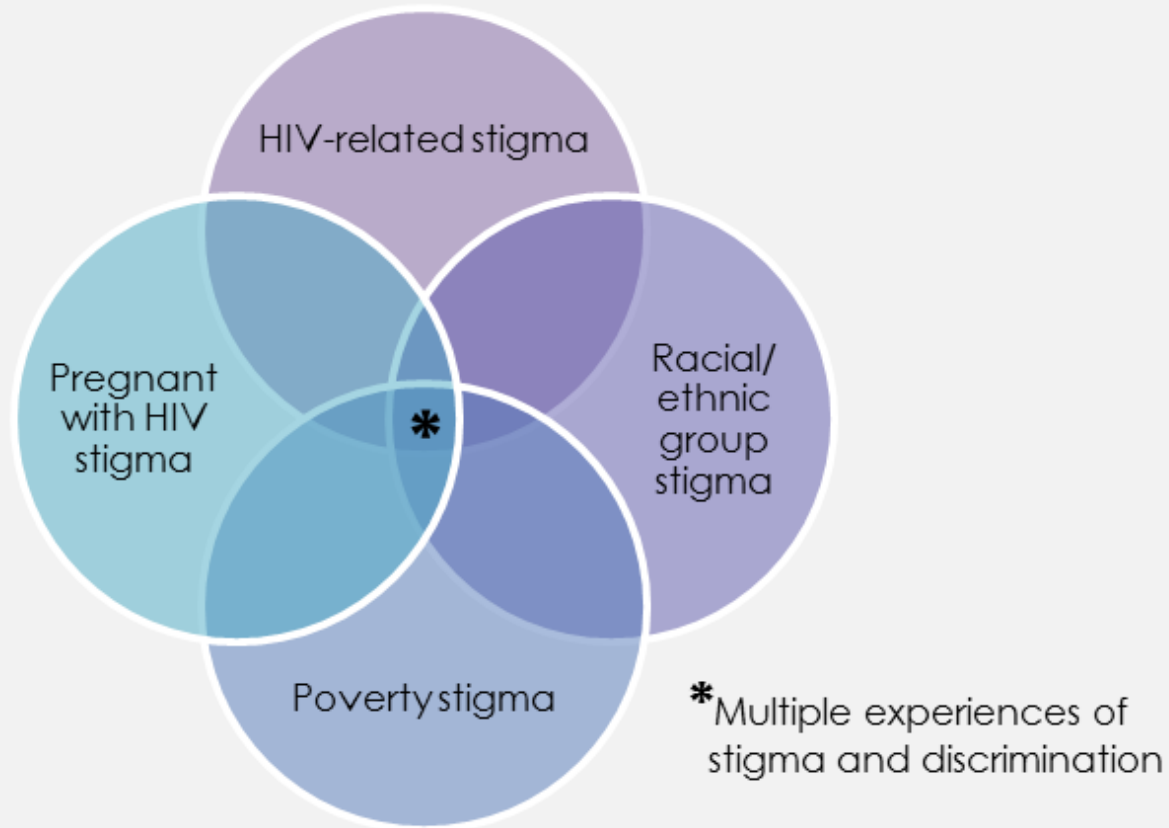 HIV-related stigma
Pregnant
with HIV
stigma
Racial/
ethnic
group
stigma
*
Poverty stigma
*Multiple experiences of
stigma and discrimination